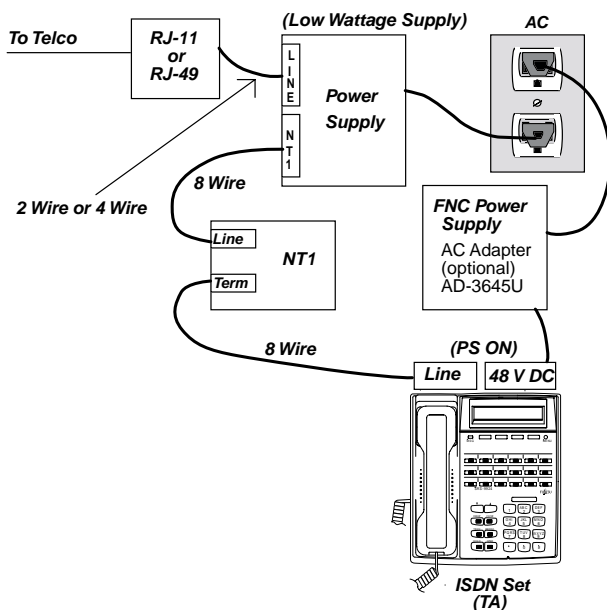 (Low Wattage Supply)
AC
To Telco
RJ-11
or
RJ-49
LINE
Power
Supply
NT1
8 Wire
2 Wire or 4 Wire
FNC Power
Supply
AC Adapter
(optional)
AD-3645U
Line
NT1
Term
8 Wire
(PS ON)
Line
48 V DC
ISDN Set
(TA)